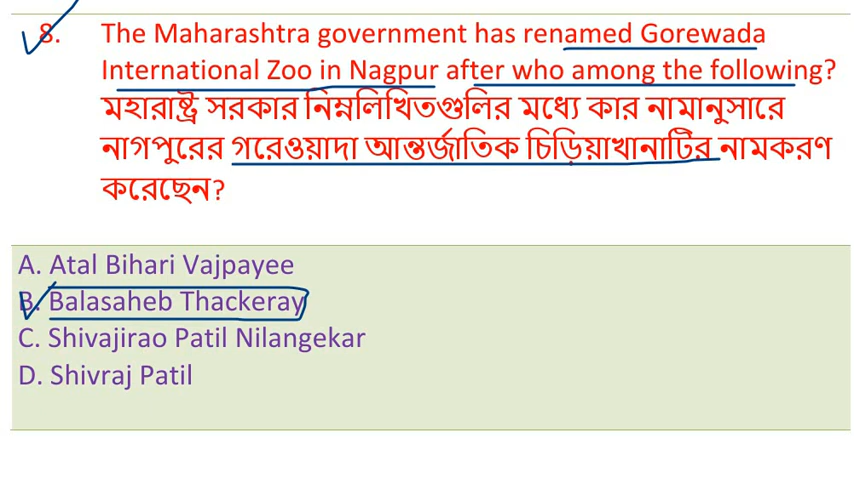 8. The Maharashtra government has renamed Gorewada
International Zoo in Nagpur after who among the following?
মহারাষ্ট্র সরকার নিম্নলিখিতগুলির মধ্যে কার নামানুসারে
নাগপুরের গরেওয়াদা আন্তর্জাতিক চিড়িয়াখানাটির নামকরণ
করেছেন?
A. Atal Bihari Vajpayee
B. Balasaheb Thackeray
C. Shivajirao Patil Nilangekar
D. Shivraj Patil